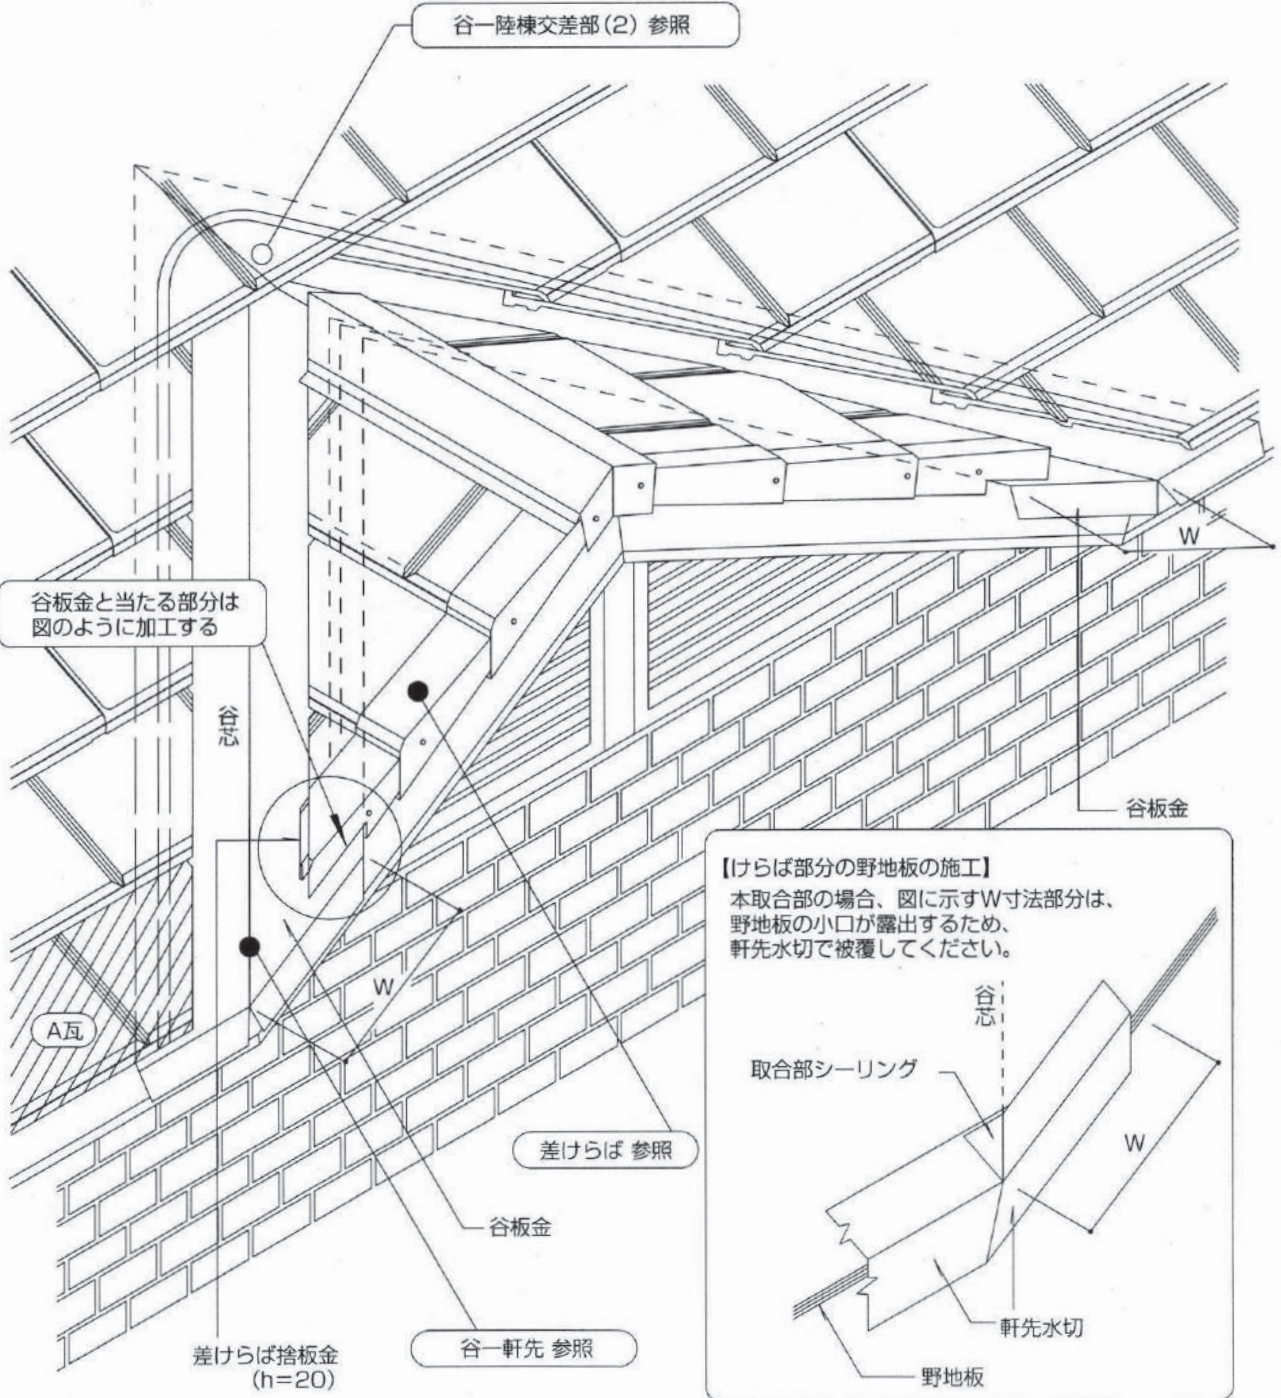 谷ー陸棟交差部(2) 参照
谷板金と当たる部分は
図のように加工する
谷芯
W
谷板金
A瓦
W
差けらば 参照
谷板金
谷ー軒先 参照
差けらば捨板金
(h=20)
【けらば部分の野地板の施工】
本取合部の場合、図に示すW寸法部分は、
野地板の小口が露出するため、
軒先水切で被覆してください。
谷芯
取合部シーリング
W
軒先水切
野地板